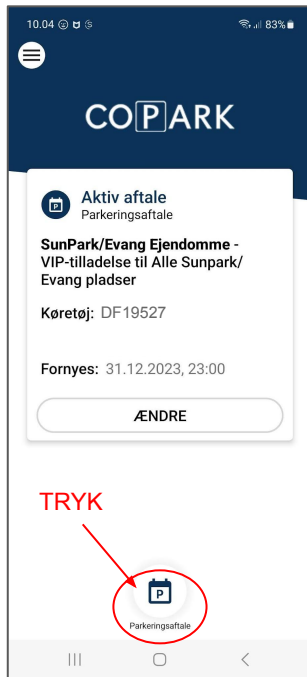 10.04
83%
COPARK
P
Aktiv aftale
Parkeringsaftale
SunPark/Evang Ejendomme -
VIP-tilladelse til Alle Sunpark/
Evang pladser
Køretøj: DF19527
Fornyes: 31.12.2023, 23:00
ÆNDRE
TRYK
P
Parkeringsaftale